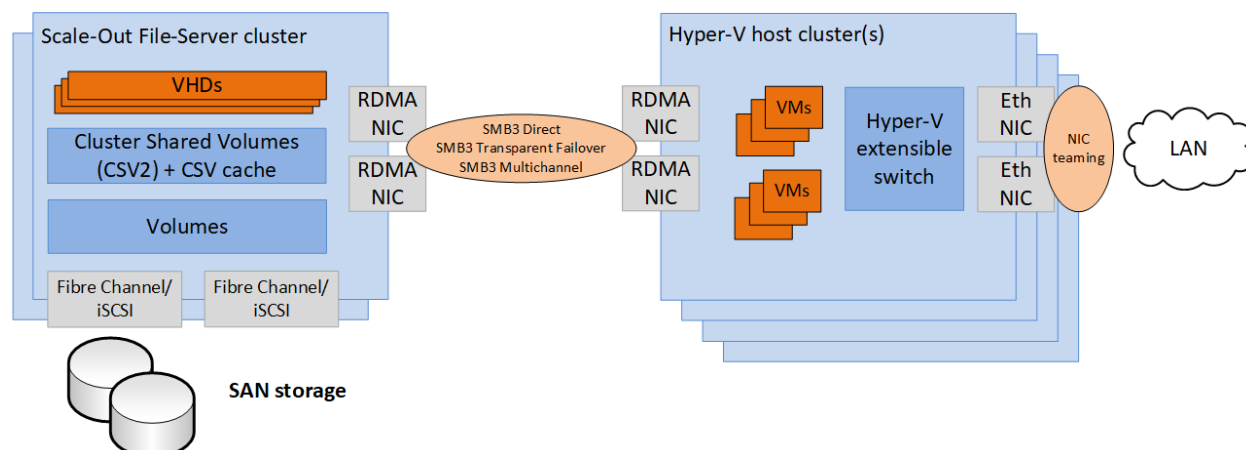 Scale-Out File-Server cluster
VHDs
Cluster Shared Volumes
(CSV2) + CSV cache
Volumes
Fibre Channel/
iSCSI
Fibre Channel/
iSCSI
SAN storage
RDMA
NIC
RDMA
NIC
SMB3 Direct
SMB3 Transparent Failover
SMB3 Multichannel
RDMA
NIC
RDMA
NIC
Hyper-V host cluster(s)
VMs
VMs
Hyper-V
extensible
switch
Eth
NIC
Eth
NIC
NIC
teaming
LAN